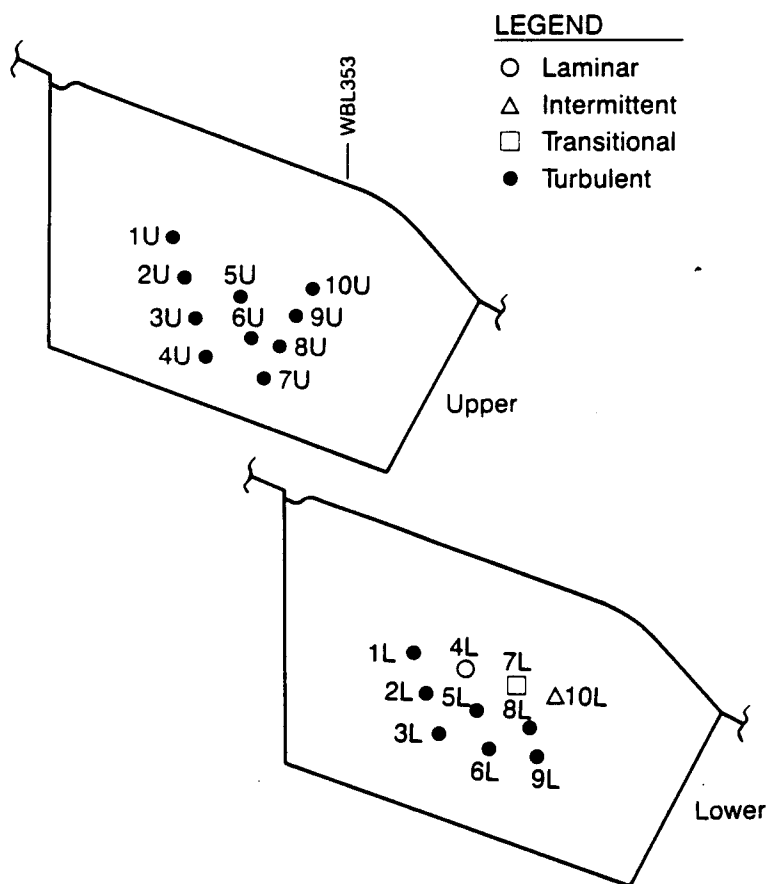 LEGEND
Laminar
Intermittent
Transitional
Turbulent
WBL353
1U
2U
5U
10U
3U
6U
9U
4U
8U
7U
Upper
1L
4L
7L
2L
5L
8L
10L
3L
6L
9L
Lower